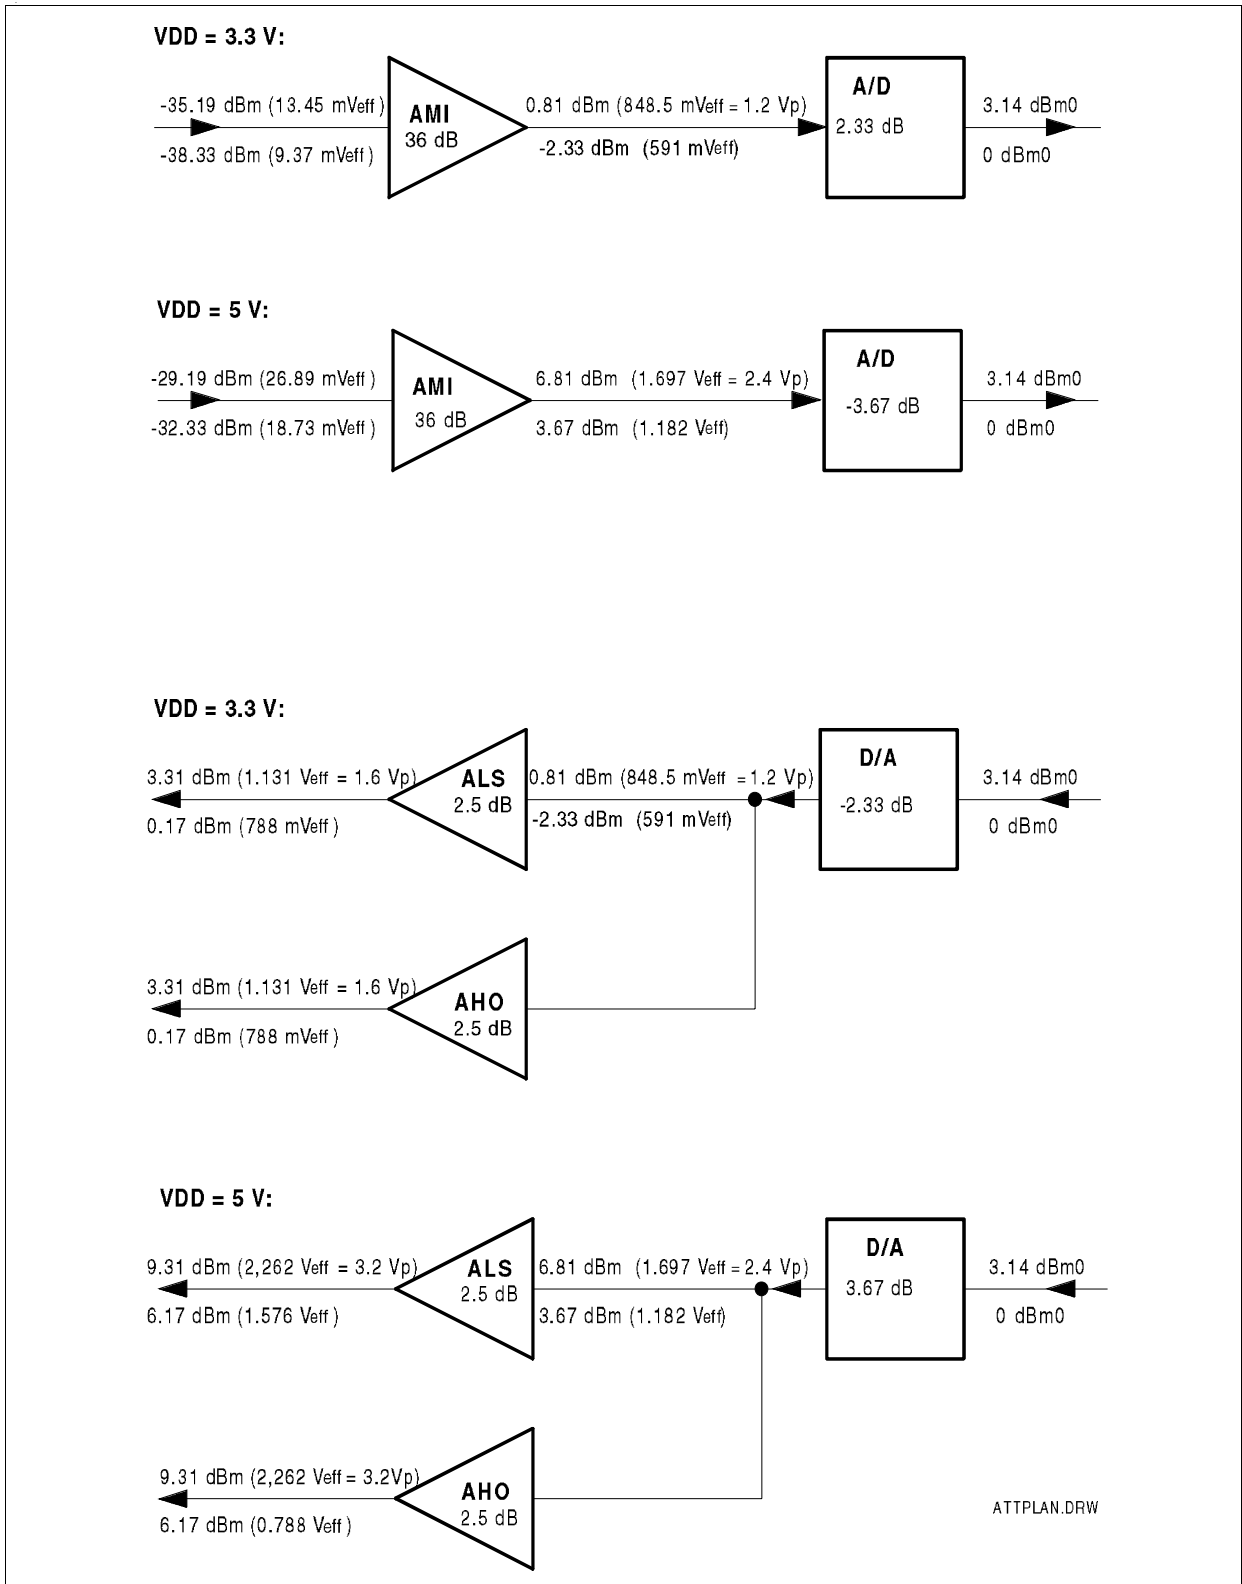 VDD = 3.3 V:
-35.19 dBm (13.45 mVeff)
-38.33 dBm (9.37 mVeff)
AMI
36 dB
0.81 dBm (848.5 mVeff = 1.2 Vp)
-2.33 dBm (591 mVeff)
A/D
2.33 dB
3.14 dBm0
0 dBm0
VDD = 5 V:
-29.19 dBm (26.89 mVeff)
-32.33 dBm (18.73 mVeff)
AMI
36 dB
6.81 dBm (1.697 Veff = 2.4 Vp)
3.67 dBm (1.182 Veff)
A/D
-3.67 dB
3.14 dBm0
0 dBm0
VDD = 3.3 V:
3.31 dBm (1.131 Veff = 1.6 Vp)
0.17 dBm (788 mVeff)
ALS
2.5 dB
0.81 dBm (848.5 mVeff = 1.2 Vp)
-2.33 dBm (591 mVeff)
D/A
-2.33 dB
3.14 dBm0
0 dBm0
3.31 dBm (1.131 Veff = 1.6 Vp)
0.17 dBm (788 mVeff)
AHO
2.5 dB
VDD = 5 V:
9.31 dBm (2,262 Veff = 3.2 Vp)
6.17 dBm (1.576 Veff)
ALS
2.5 dB
6.81 dBm (1.697 Veff = 2.4 Vp)
3.67 dBm (1.182 Veff)
D/A
3.67 dB
3.14 dBm0
0 dBm0
9.31 dBm (2,262 Veff = 3.2Vp)
6.17 dBm (0.788 Veff)
AHO
2.5 dB
ATTPLAN.DRW